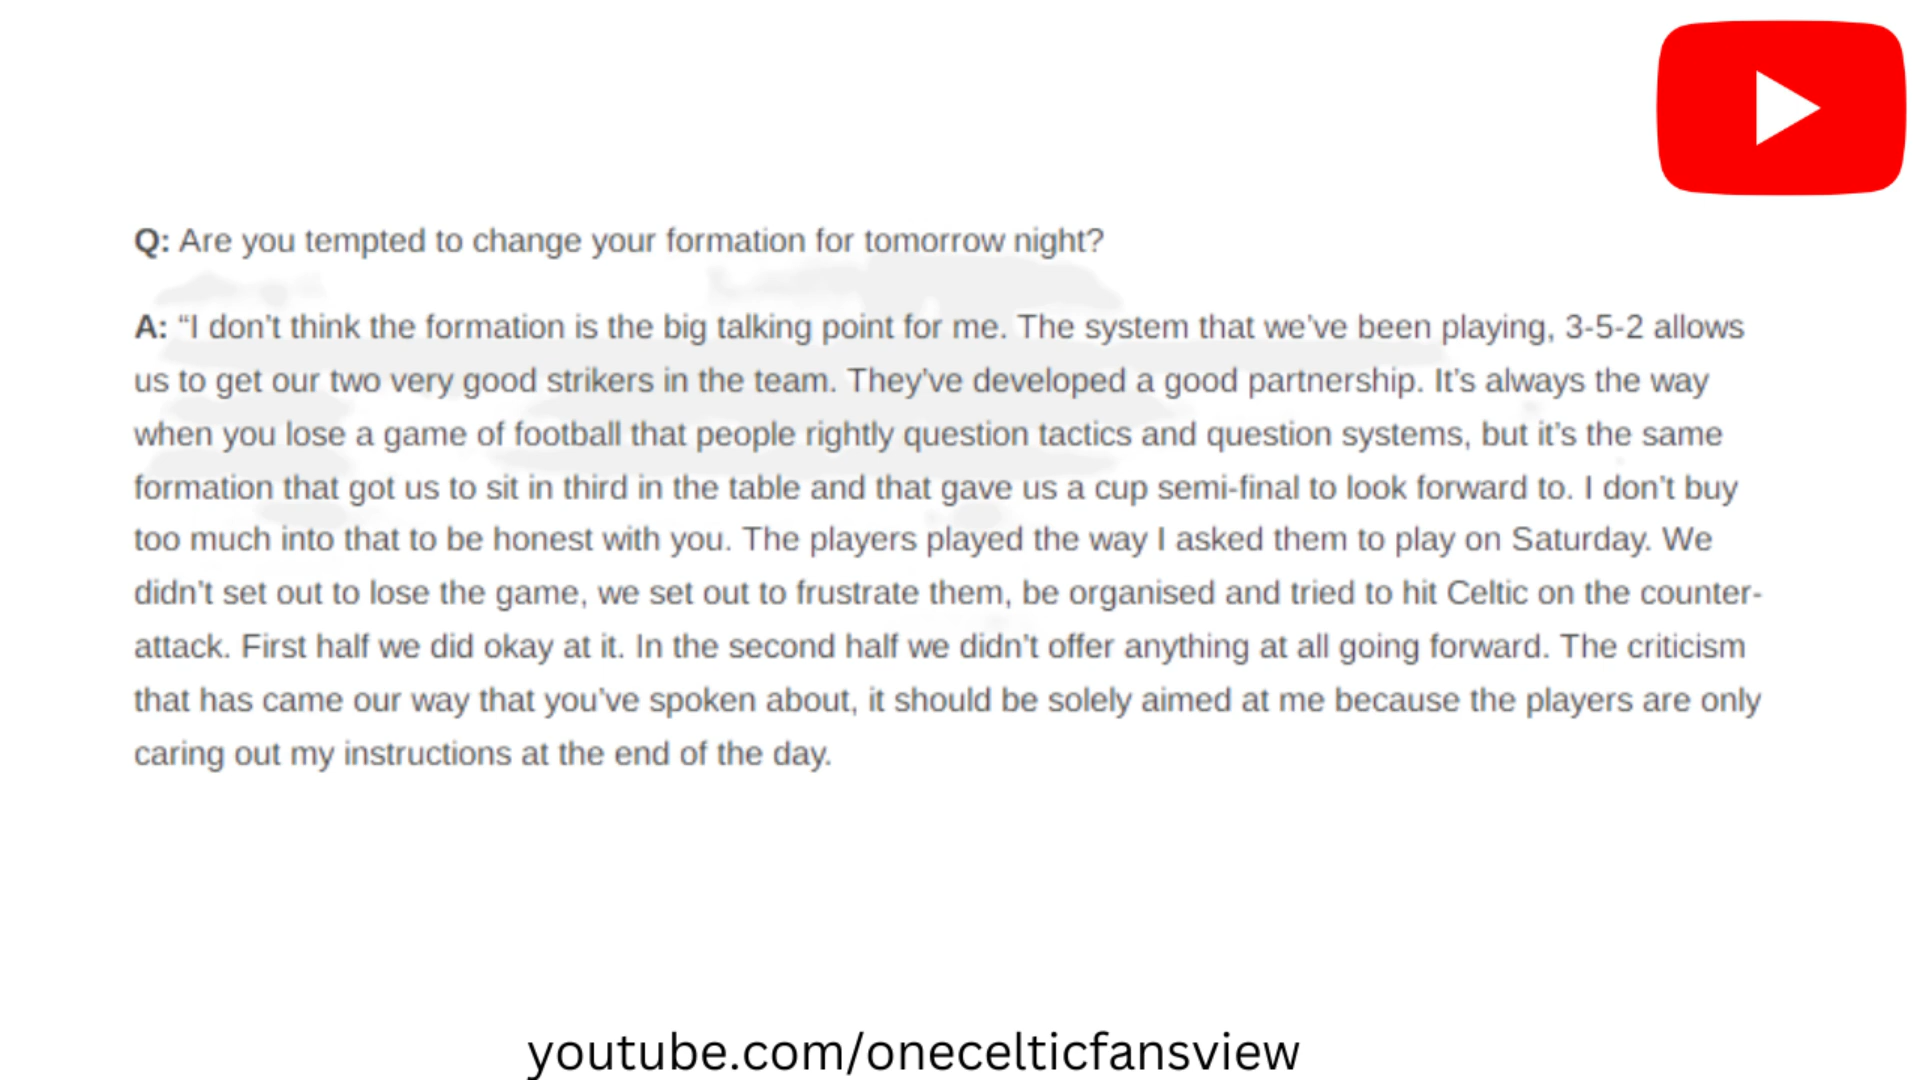 Q: Are you tempted to change your formation for tomorrow night?
A: “I don’t think the formation is the big talking point for me. The system that we’ve been playing, 3-5-2 allows
us to get our two very good strikers in the team. They’ve developed a good partnership. It’s always the way
when you lose a game of football that people rightly question tactics and question systems, but it’s the same
formation that got us to sit in third in the table and that gave us a cup semi-final to look forward to. I don’t buy
too much into that to be honest with you. The players played the way I asked them to play on Saturday. We
didn’t set out to lose the game, we set out to frustrate them, be organised and tried to hit Celtic on the counter-
attack. First half we did okay at it. In the second half we didn’t offer anything at all going forward. The criticism
that has came our way that you’ve spoken about, it should be solely aimed at me because the players are only
caring out my instructions at the end of the day.
youtube.com/onecelticfansview